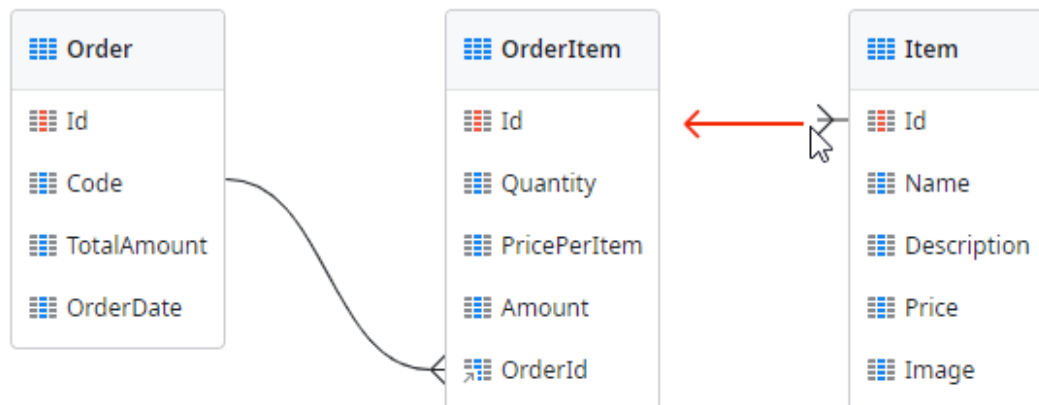 Order
Id
Code
TotalAmount
OrderDate
OrderItem
Id
Quantity
PricePerItem
Amount
OrderId
Item
Id
Name
Description
Price
Image